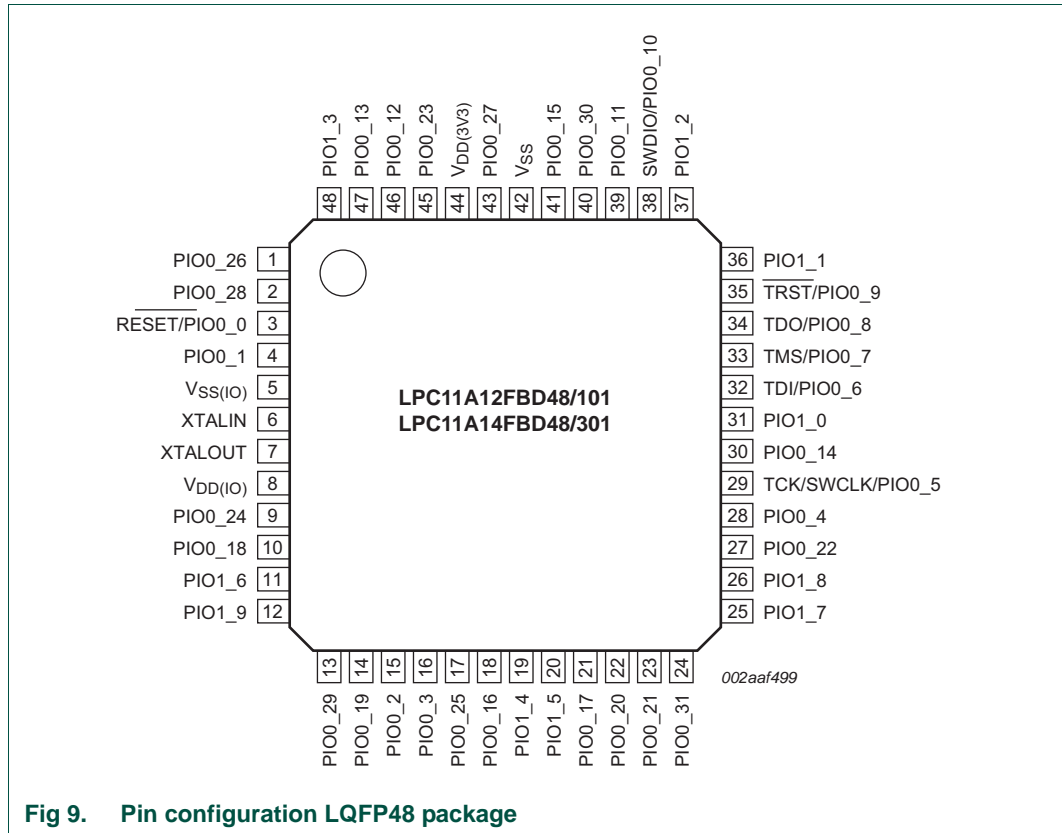 SWDIO/PIO0_10
PIO1_3
PIO0_13
PIO0_12
PIO0_23
VDD(3V3)
PIO0_27
VSS
PIO0_15
PIO0_30
PIO0_11
PIO1_2
48
47
46
45
44
43
42
41
40
39
38
37
PIO0_26 1
PIO0_28 2
RESET/PIO0_0 3
PIO0_1 4
VSS(IO) 5
XTALIN 6
XTALOUT 7
VDD(IO) 8
PIO0_24 9
PIO0_18 10
PIO1_6 11
PIO1_9 12
LPC11A12FBD48/101
LPC11A14FBD48/301
36 PIO1_1
35 TRST/PIO0_9
34 TDO/PIO0_8
33 TMS/PIO0_7
32 TDI/PIO0_6
31 PIO1_0
30 PIO0_14
29 TCK/SWCLK/PIO0_5
28 PIO0_4
27 PIO0_22
26 PIO1_8
25 PIO1_7
13
14
15
16
17
18
19
20
21
22
23
24
PIO0_29
PIO0_19
PIO0_2
PIO0_3
PIO0_25
PIO0_16
PIO1_4
PIO1_5
PIO0_17
PIO0_20
PIO0_21
PIO0_31
002aaf499
Fig 9. Pin configuration LQFP48 package